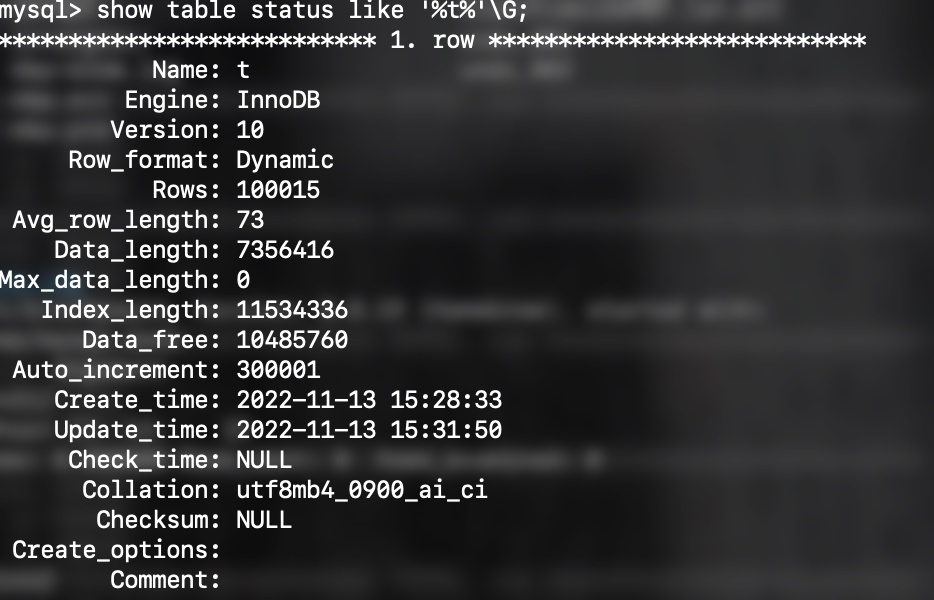 mysql> show table status like '%t%'\G;
*************************** 1. row ***************************
Name: t
Engine: InnoDB
Version: 10
Row_format: Dynamic
Rows: 100015
Avg_row_length: 73
Data_length: 7356416
Max_data_length: 0
Index_length: 11534336
Data_free: 10485760
Auto_increment: 300001
Create_time: 2022-11-13 15:28:33
Update_time: 2022-11-13 15:31:50
Check_time: NULL
Collation: utf8mb4_0900_ai_ci
Checksum: NULL
Create_options:
Comment: